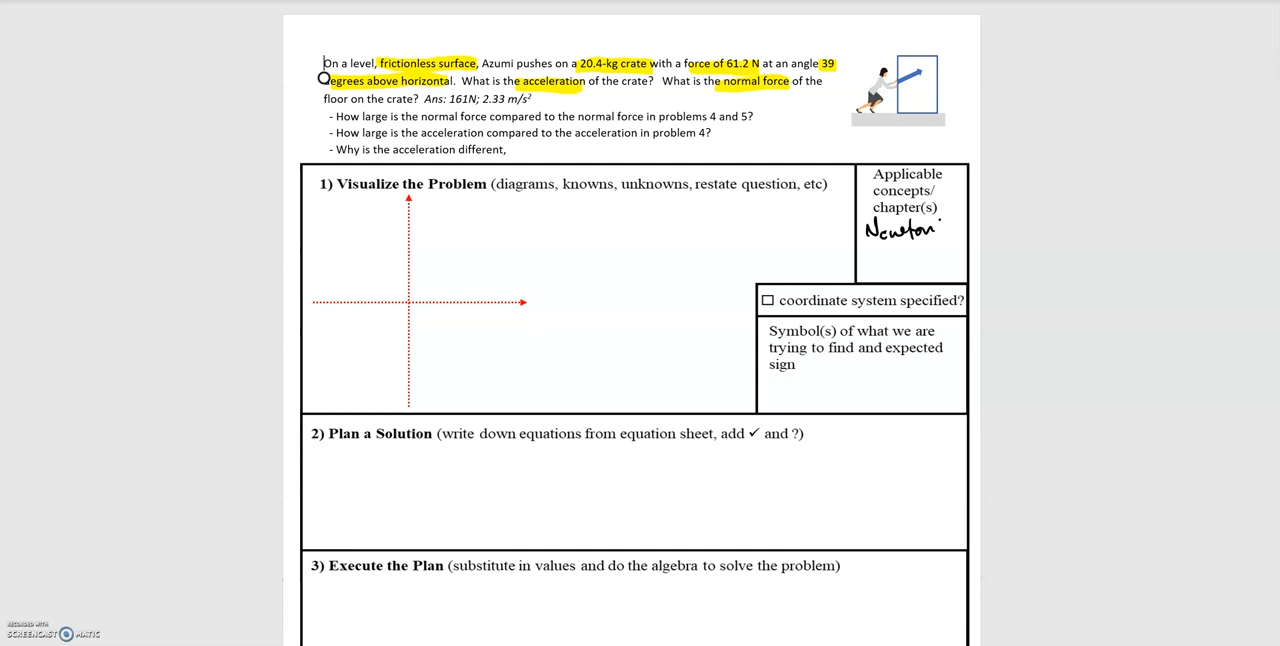 On a level, frictionless surface, Azumi pushes on a 20.4-kg crate with a force of 61.2 N at an angle 39
egrees above horizontal. What is the acceleration of the crate? What is the normal force of the
floor on the crate? Ans: 161N; 2.33 m/s²
- How large is the normal force compared to the normal force in problems 4 and 5?
- How large is the acceleration compared to the acceleration in problem 4?
- Why is the acceleration different,
1) Visualize the Problem (diagrams, knowns, unknowns, restate question, etc)
Applicable
concepts/
chapter(s)
Newton'
☐ coordinate system specified?
Symbol(s) of what we are
trying to find and expected
sign
2) Plan a Solution (write down equations from equation sheet, add ✓ and ?)
3) Execute the Plan (substitute in values and do the algebra to solve the problem)
RECORDED WITH
SCREENCAST MATIC